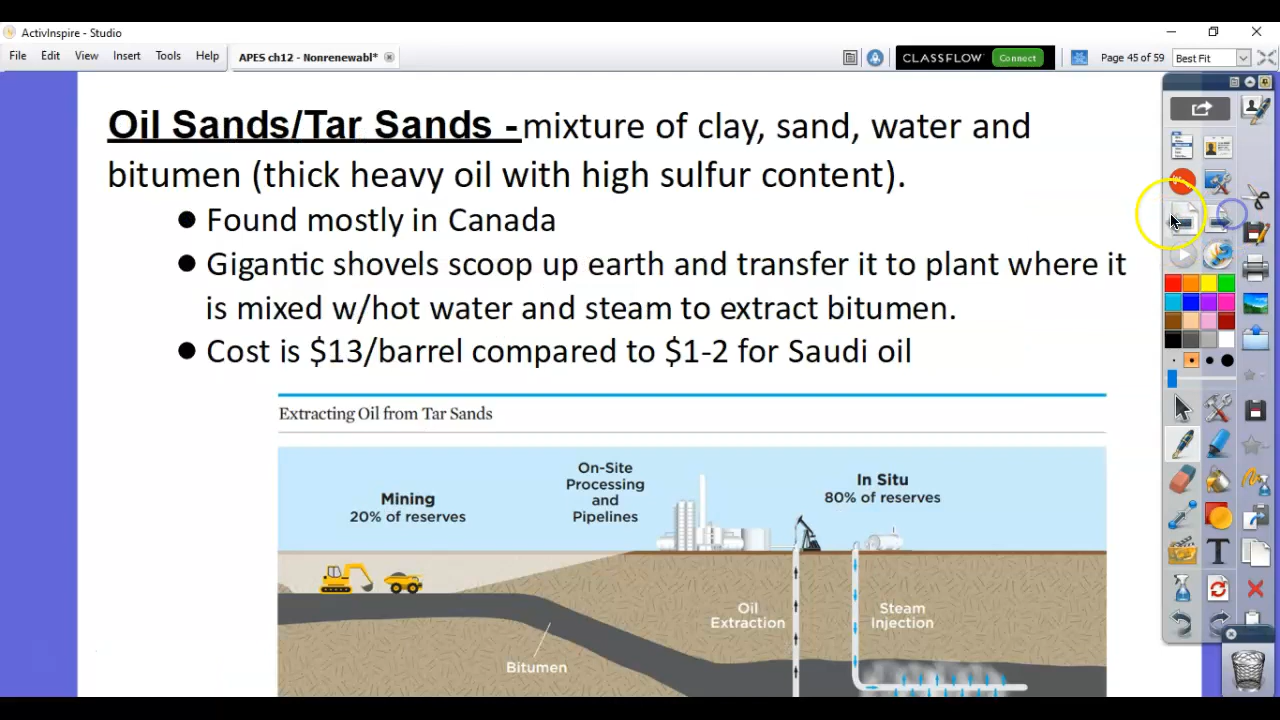 ActivInspire - Studio
File Edit View Insert Tools Help APES ch12 - Nonrenewabl* CLASSFLOW Connect Page 45 of 59 Best Fit
Oil Sands/Tar Sands -mixture of clay, sand, water and
bitumen (thick heavy oil with high sulfur content).
● Found mostly in Canada
● Gigantic shovels scoop up earth and transfer it to plant where it
is mixed w/hot water and steam to extract bitumen.
● Cost is $13/barrel compared to $1-2 for Saudi oil
Extracting Oil from Tar Sands
Mining
20% of reserves
On-Site
Processing
and
Pipelines
In Situ
80% of reserves
Oil
Extraction
Steam
Injection
Bitumen